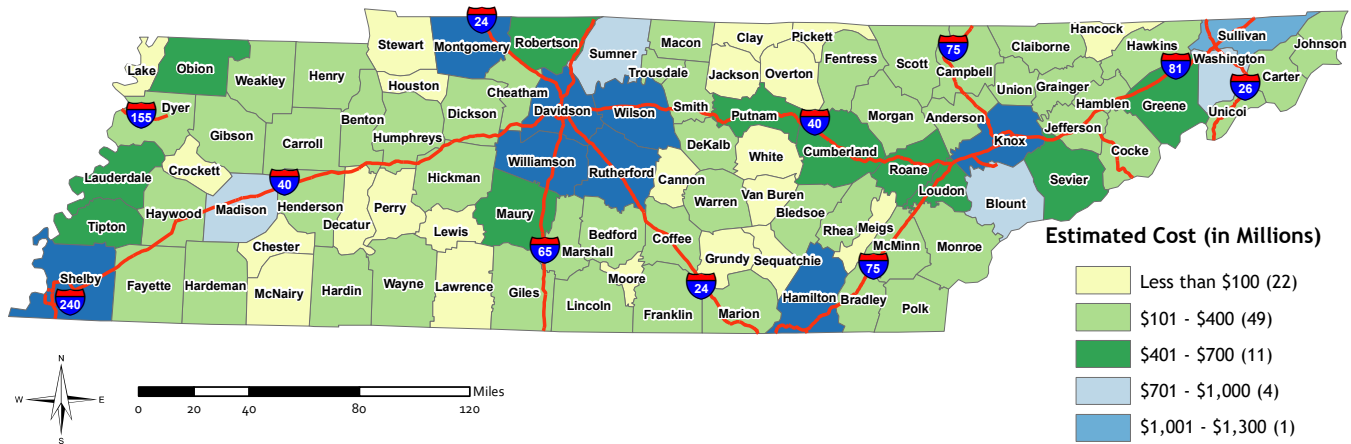 Stewart
Montgomery
24
Robertson
Sumner
Macon
Clay
Pickett
Hancock
Sullivan
Johnson
Lake
Obion
Weakley
Henry
Houston
Cheatham
Trousdale
Jackson
Overton
Fentress
Scott
75
Campbell
Claiborne
Hawkins
81
Washington
Carter
26
155
Dyer
Gibson
Carroll
Benton
Humphreys
Dickson
Davidson
Wilson
Smith
Putnam
40
Morgan
Anderson
Union
Grainger
Hamblen
Greene
Unicoi
Crockett
Williamson
Rutherford
DeKalb
White
Cumberland
Roane
Knox
Jefferson
Cocke
Lauderdale
40
Tipton
Haywood
Madison
Henderson
Decatur
Perry
Hickman
Maury
Cannon
Warren
Van Buren
Bledsoe
Loudon
Blount
Sevier
Chester
Lewis
65
Marshall
Bedford
Coffee
Grundy
Sequatchie
Rhea
Meigs
McMinn
Monroe
75
Shelby
240
Fayette
Hardeman
McNairy
Hardin
Wayne
Lawrence
Giles
Lincoln
Moore
Franklin
24
Marion
Hamilton
Bradley
Polk
Estimated Cost (in Millions)
Less than $100 (22)
$101 - $400 (49)
$401 - $700 (11)
$701 - $1,000 (4)
$1,001 - $1,300 (1)
N
W
E
S
Miles
0 20 40 80 120